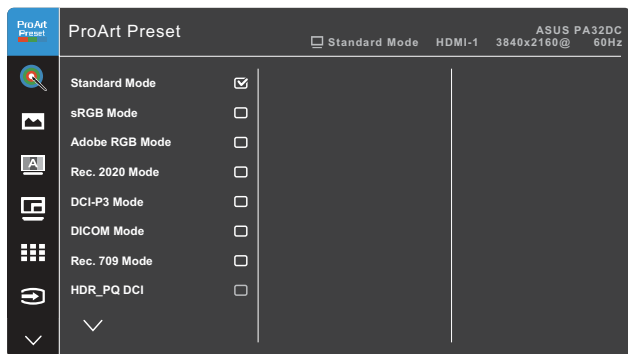 ProArt
Preset
ProArt Preset
ASUS PA32DC
Standard Mode HDMI-1 3840x2160@ 60Hz
A
Standard Mode
sRGB Mode
Adobe RGB Mode
Rec. 2020 Mode
DCI-P3 Mode
DICOM Mode
Rec. 709 Mode
HDR_PQ DCI